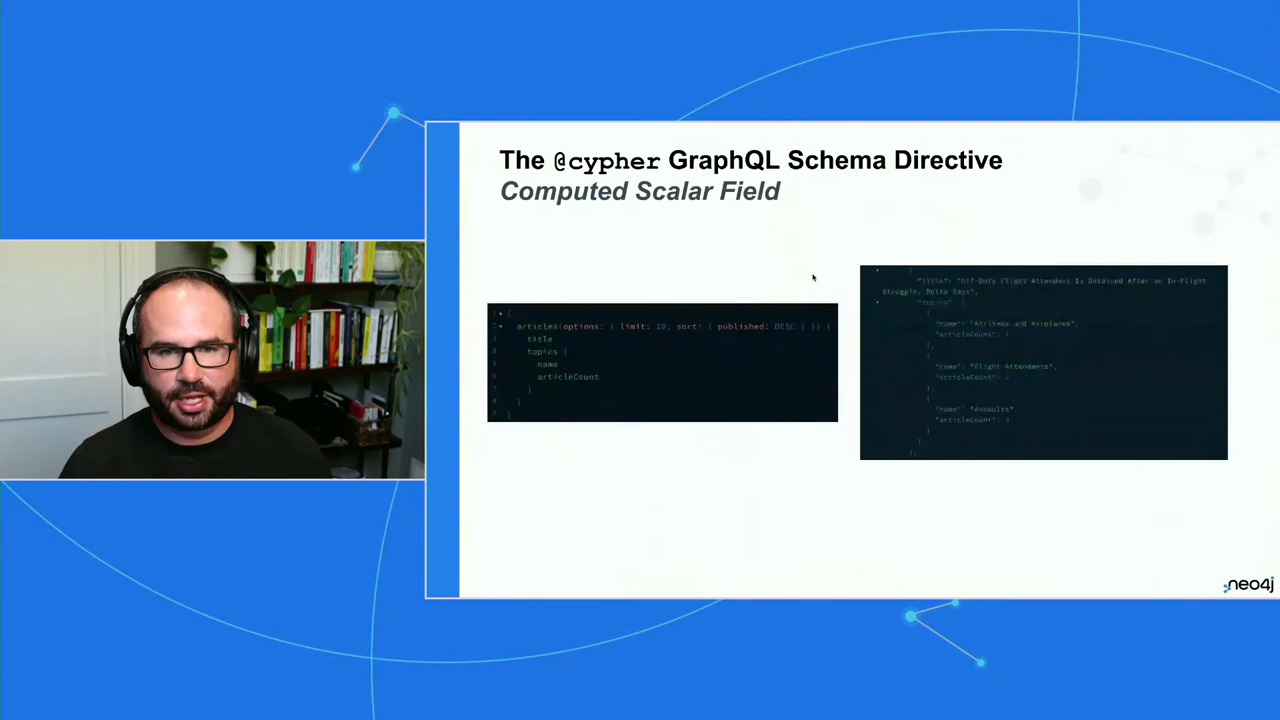 The @cypher GraphQL Schema Directive
Computed Scalar Field
{
articles(options: { limit: 10, sort: { published: DESC } }) {
title
topics {
name
articleCount
}
}
}
{
"title": "Off-Duty Flight Attendant Is Detained After an In-Flight
Struggle, Delta Says",
"topics": [
{
"name": "Airlines and Airplanes",
"articleCount":
},
{
"name": "Flight Attendants",
"articleCount":
},
{
"name": "Assaults",
"articleCount":
}
]
},
neo4j